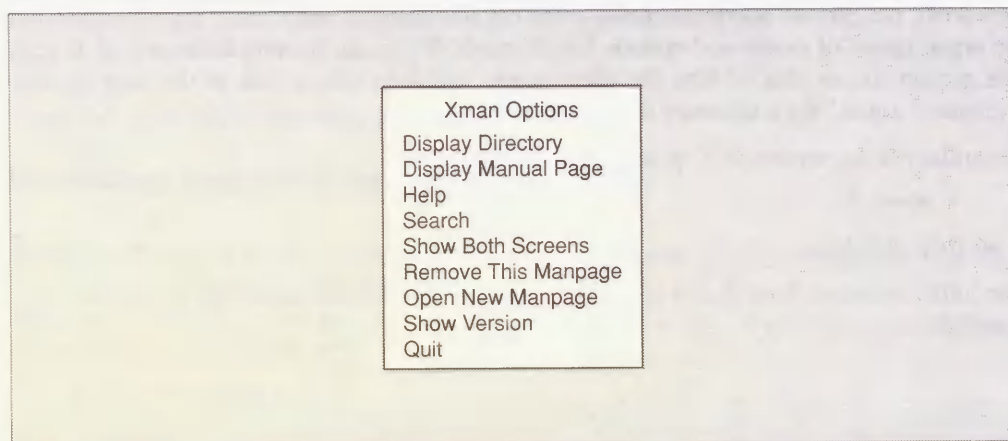 Xman Options
Display Directory
Display Manual Page
Help
Search
Show Both Screens
Remove This Manpage
Open New Manpage
Show Version
Quit